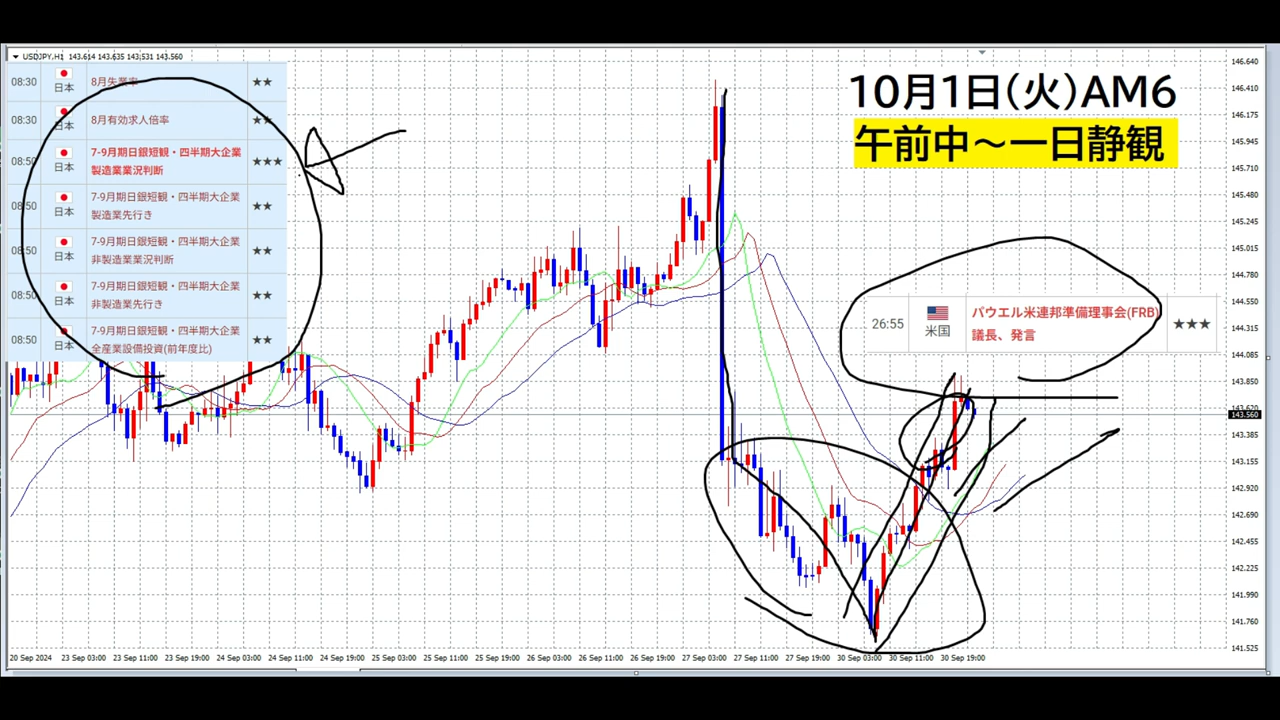 USDJPY,H1 143.614 143.635 143.531 143.560
08:30 日本 8月失業率 ★★
08:30 日本 8月有効求人倍率 ★★
08:50 日本 7-9月期日銀短観・四半期大企業
製造業業況判断 ★★★
08:50 日本 7-9月期日銀短観・四半期大企業
製造業先行き ★★
08:50 日本 7-9月期日銀短観・四半期大企業
非製造業業況判断 ★★
08:50 日本 7-9月期日銀短観・四半期大企業
非製造業先行き ★★
08:50 日本 7-9月期日銀短観・四半期大企業
全産業設備投資(前年度比) ★★
10月1日(火)AM6
午前中～一日静観
26:55 米国 パウエル米連邦準備理事会(FRB)
議長、発言 ★★★
146.640
146.410
146.175
145.945
145.710
145.480
145.245
145.015
144.780
144.550
144.315
144.085
143.850
143.620
143.560
143.385
143.155
142.920
142.690
142.455
142.225
141.990
141.760
141.525
20 Sep 2024 23 Sep 03:00 23 Sep 11:00 23 Sep 19:00 24 Sep 03:00 24 Sep 11:00 24 Sep 19:00 25 Sep 03:00 25 Sep 11:00 25 Sep 19:00 26 Sep 03:00 26 Sep 11:00 26 Sep 19:00 27 Sep 03:00 27 Sep 11:00 27 Sep 19:00 30 Sep 03:00 30 Sep 11:00 30 Sep 19:00